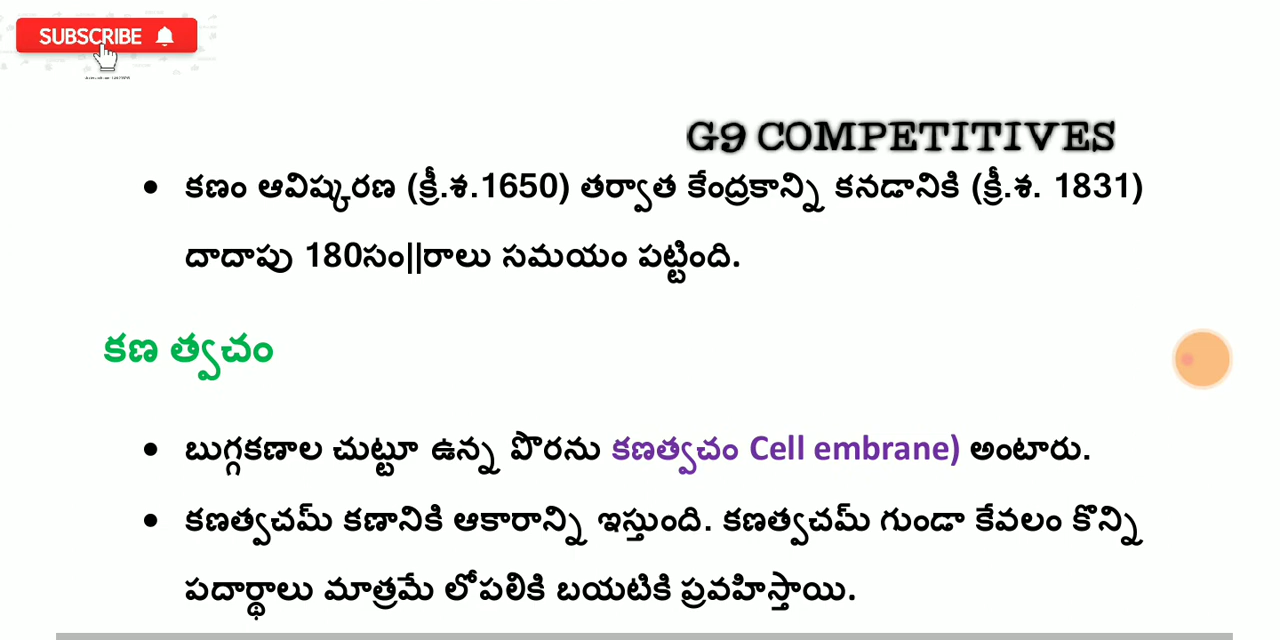 SUBSCRIBE
G9 COMPETITIVES
• కణం ఆవిష్కరణ (క్రీ.శ.1650) తర్వాత కేంద్రకాన్ని కనడానికి (క్రీ.శ. 1831)
దాదాపు 180సం||రాలు సమయం పట్టింది.
కణ త్వచం
• బుగ్గకణాల చుట్టూ ఉన్న పొరను కణత్వచం Cell embrane) అంటారు.
• కణత్వచమ్ కణానికి ఆకారాన్ని ఇస్తుంది. కణత్వచమ్ గుండా కేవలం కొన్ని
పదార్థాలు మాత్రమే లోపలికి బయటికి ప్రవహిస్తాయి.